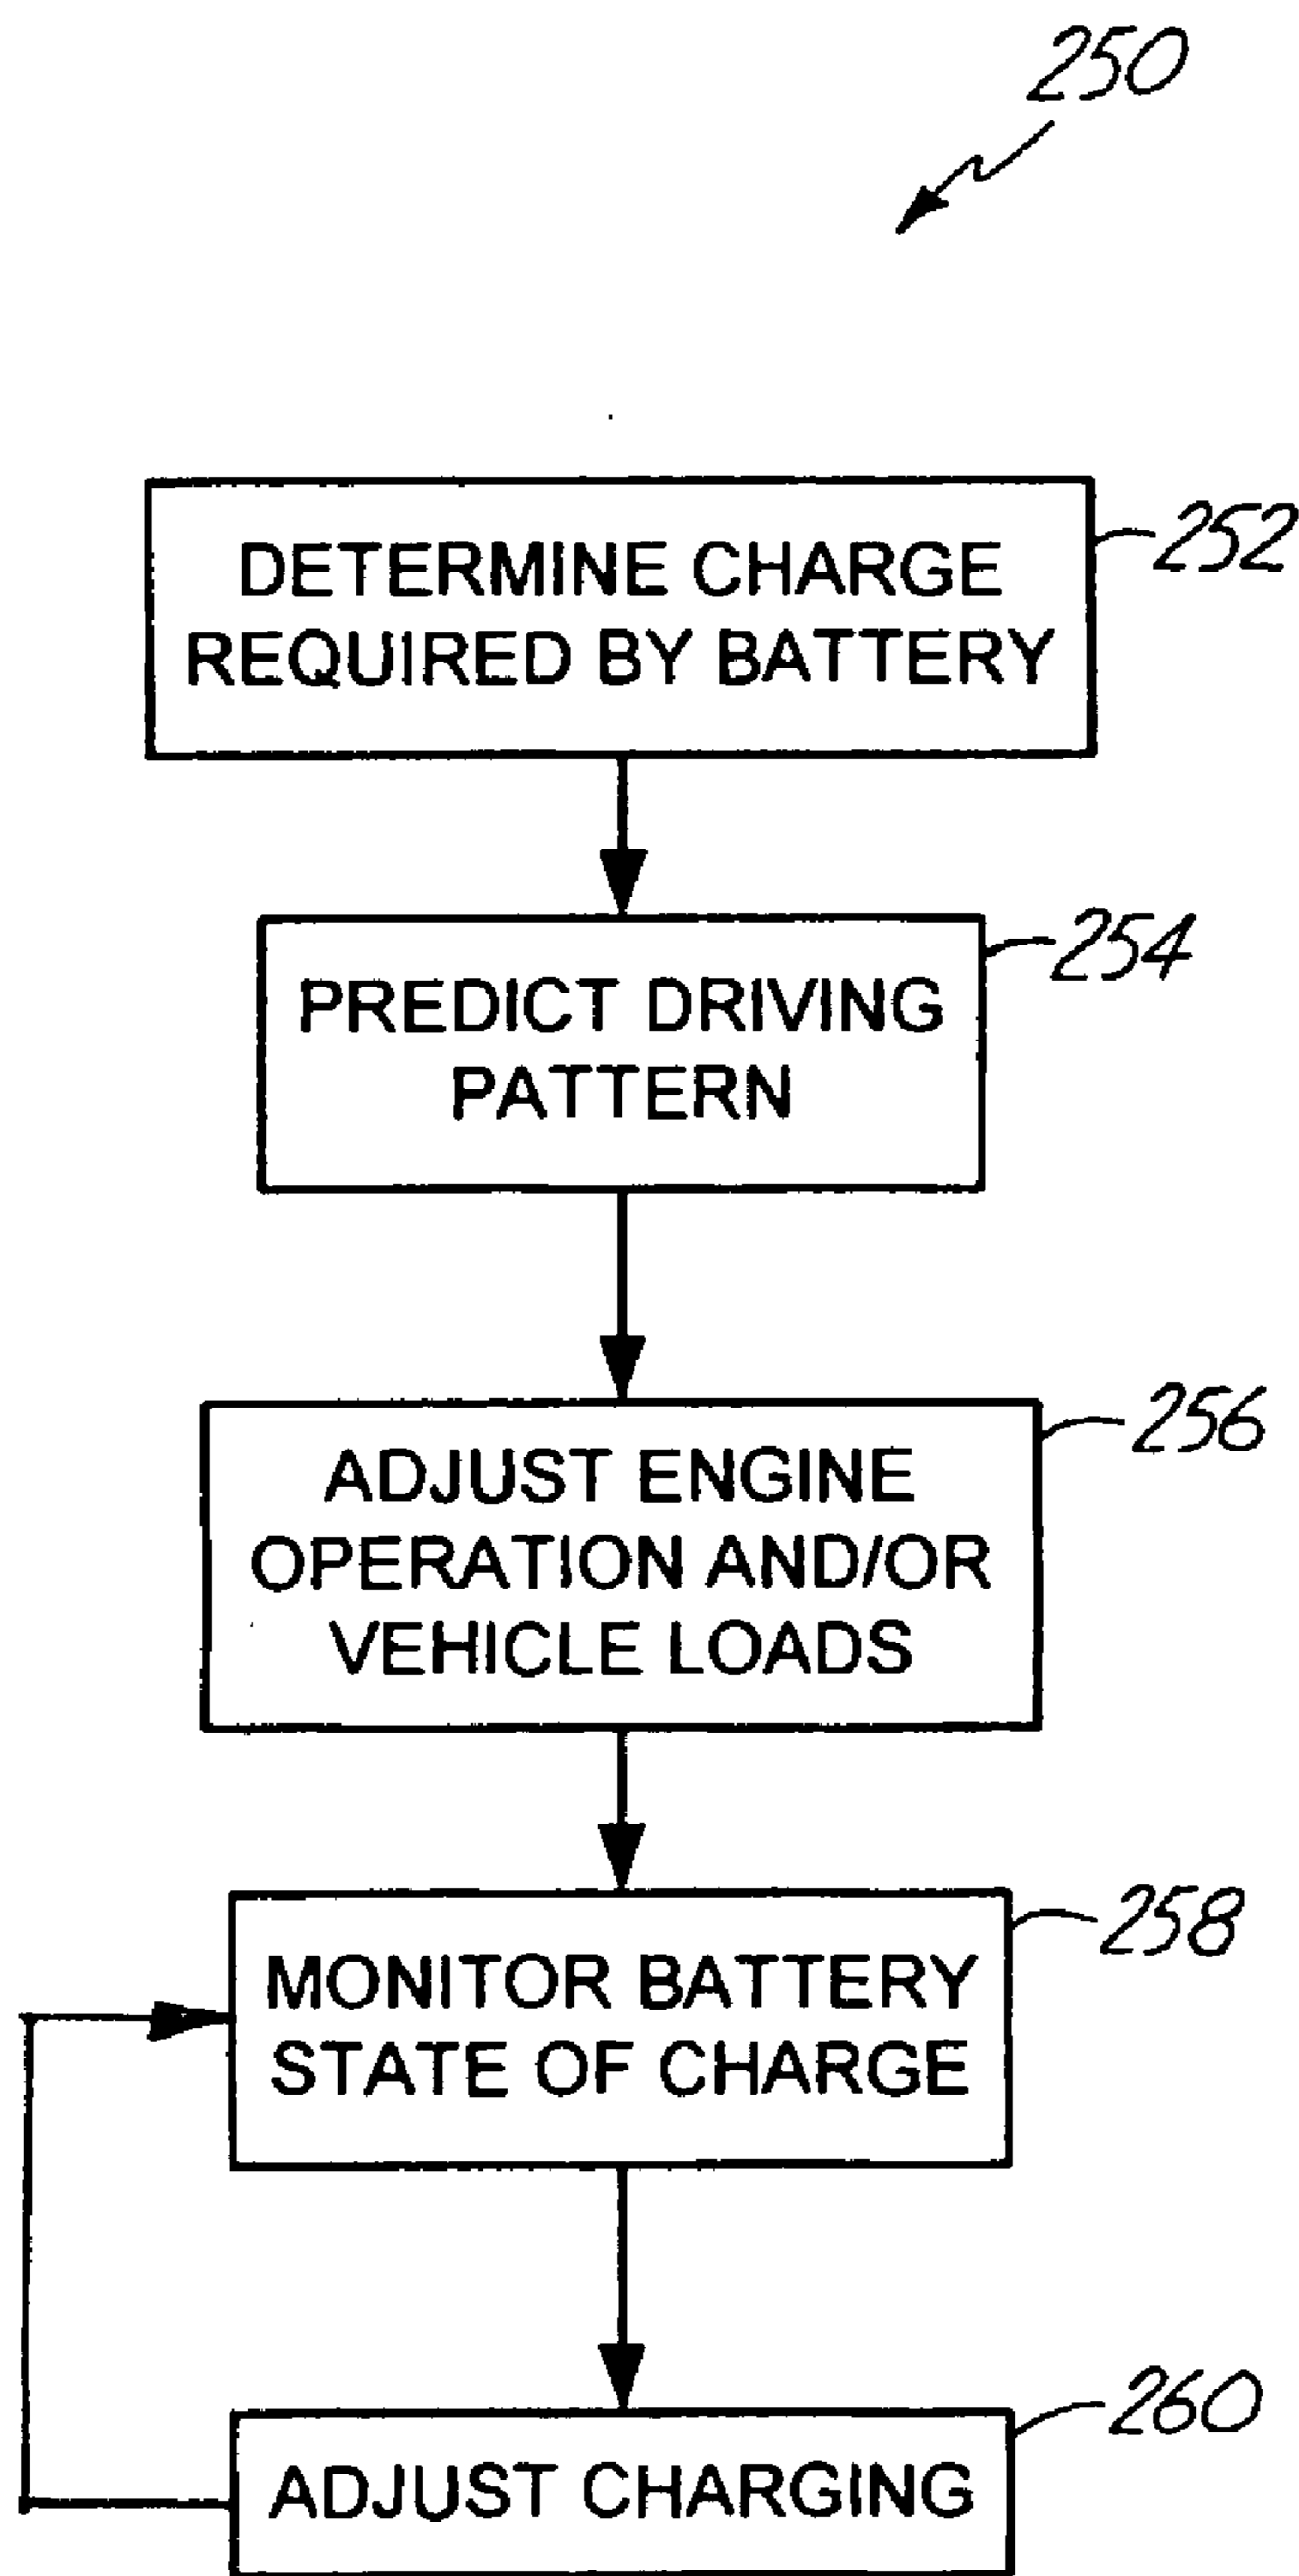 250
DETERMINE CHARGE
REQUIRED BY BATTERY
252
PREDICT DRIVING
PATTERN
254
ADJUST ENGINE
OPERATION AND/OR
VEHICLE LOADS
256
MONITOR BATTERY
STATE OF CHARGE
258
ADJUST CHARGING
260